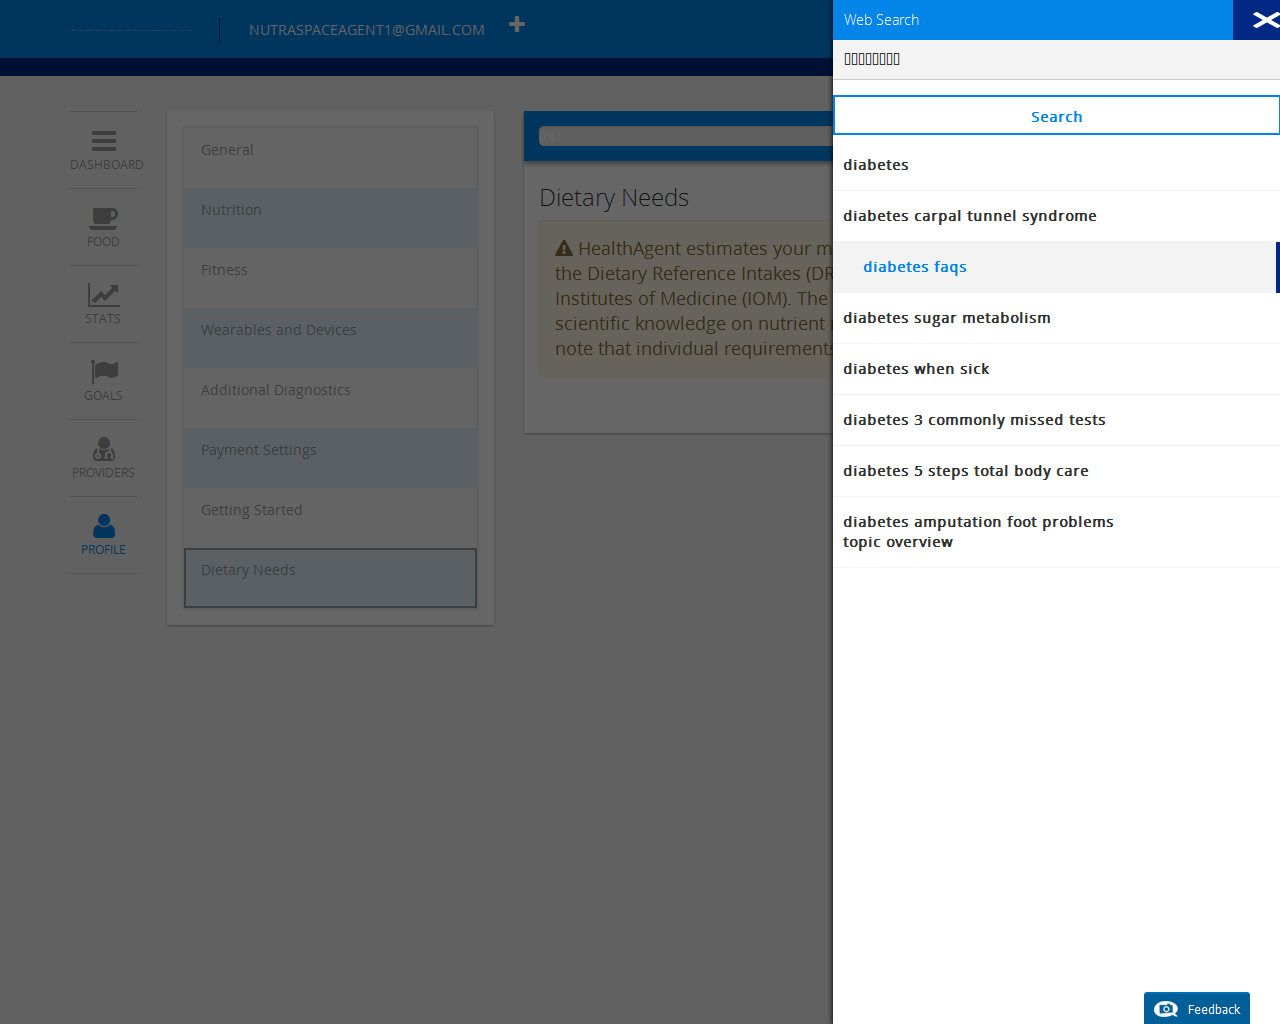 NUTRASPACEAGENT1@GMAIL.COM
Web Search
Search
diabetes
diabetes carpal tunnel syndrome
diabetes faqs
diabetes sugar metabolism
diabetes when sick
diabetes 3 commonly missed tests
diabetes 5 steps total body care
diabetes amputation foot problems
topic overview
DASHBOARD
FOOD
STATS
GOALS
PROVIDERS
PROFILE
General
Nutrition
Fitness
Wearables and Devices
Additional Diagnostics
Payment Settings
Getting Started
Dietary Needs
Dietary Needs
HealthAgent estimates your m
the Dietary Reference Intakes (DR
Institutes of Medicine (IOM). The
scientific knowledge on nutrient
note that individual requirements
Feedback